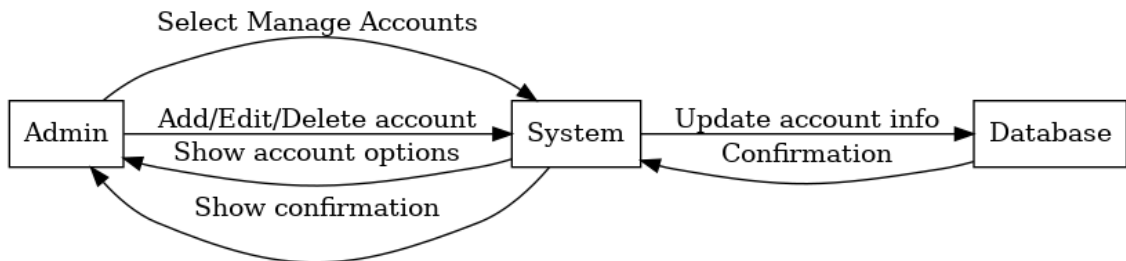 Select Manage Accounts
Admin
Add/Edit/Delete account
System
Update account info
Database
Show account options
Confirmation
Show confirmation